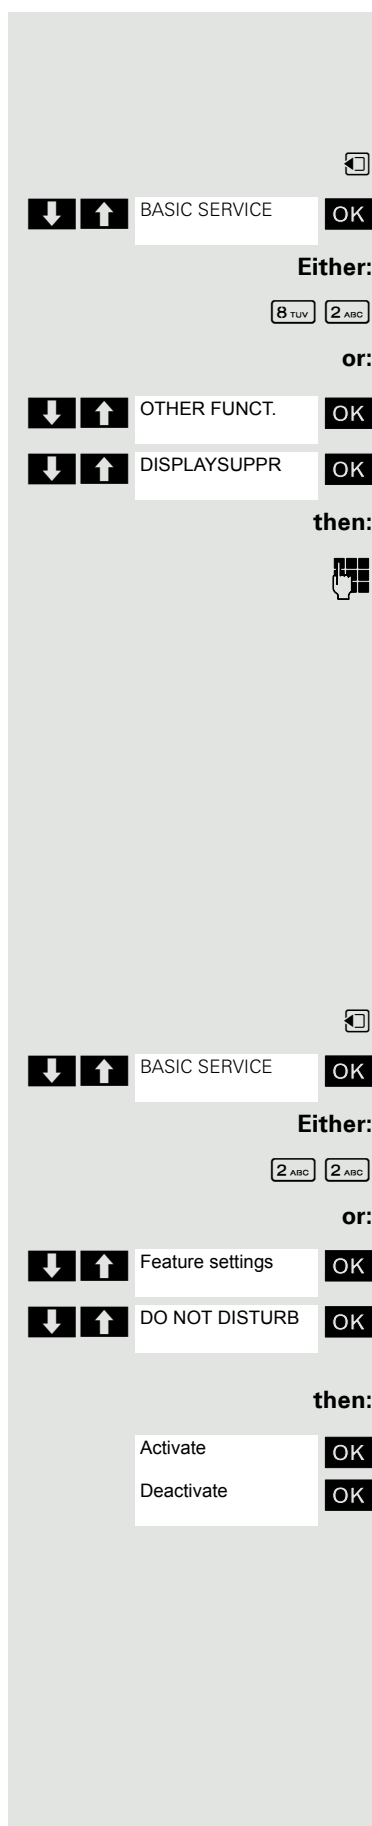 BASIC SERVICE OK
Either:
8 TUV 2 ABC
or:
OTHER FUNCT. OK
DISPLAYSUPPR OK
then:
BASIC SERVICE OK
Either:
2 ABC 2 ABC
or:
Feature settings OK
DO NOT DISTURB OK
then:
Activate OK
Deactivate OK